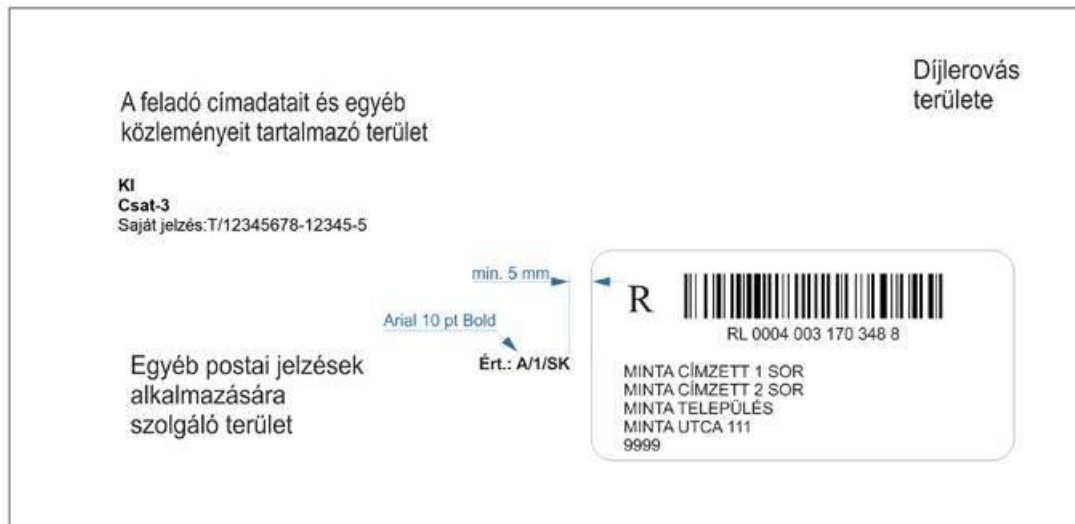 Díjlerovás
területe
A feladó címadatait és egyéb
közleményeit tartalmazó terület
KI
Csat-3
Saját jelzés:T/12345678-12345-5
min. 5 mm
R
RL 0004 003 170 348 8
Arial 10 pt Bold
Ért.: A/1/SK
Egyéb postai jelzések
alkalmazására
szolgáló terület
MINTA CÍMZETT 1 SOR
MINTA CÍMZETT 2 SOR
MINTA TELEPÜLÉS
MINTA UTCA 111
9999